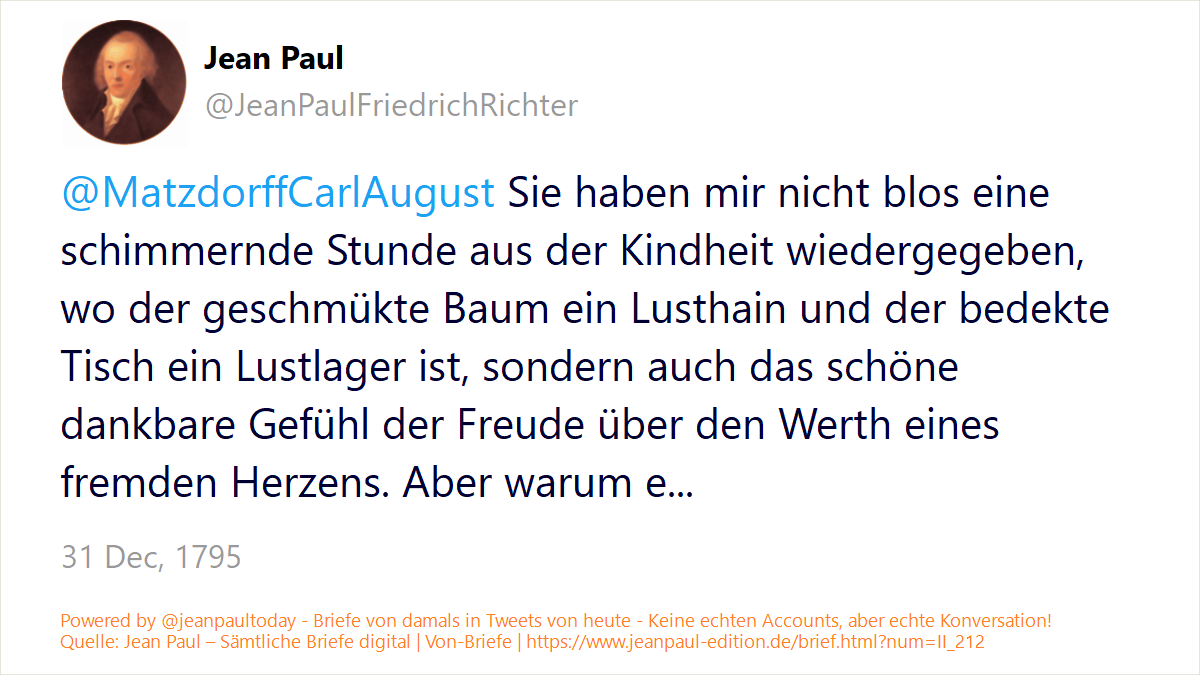 Jean Paul
@JeanPaulFriedrichRichter
@MatzdorffCarlAugust Sie haben mir nicht blos eine
schimmernde Stunde aus der Kindheit wiedergegeben,
wo der geschmükte Baum ein Lusthain und der bedekte
Tisch ein Lustlager ist, sondern auch das schöne
dankbare Gefühl der Freude über den Werth eines
fremden Herzens. Aber warum e...
31 Dec, 1795
Powered by @jeanpaultoday - Briefe von damals in Tweets von heute - Keine echten Accounts, aber echte Konversation!
Quelle: Jean Paul – Sämtliche Briefe digital | Von-Briefe | https://www.jeanpaul-edition.de/brief.html?num=II_212